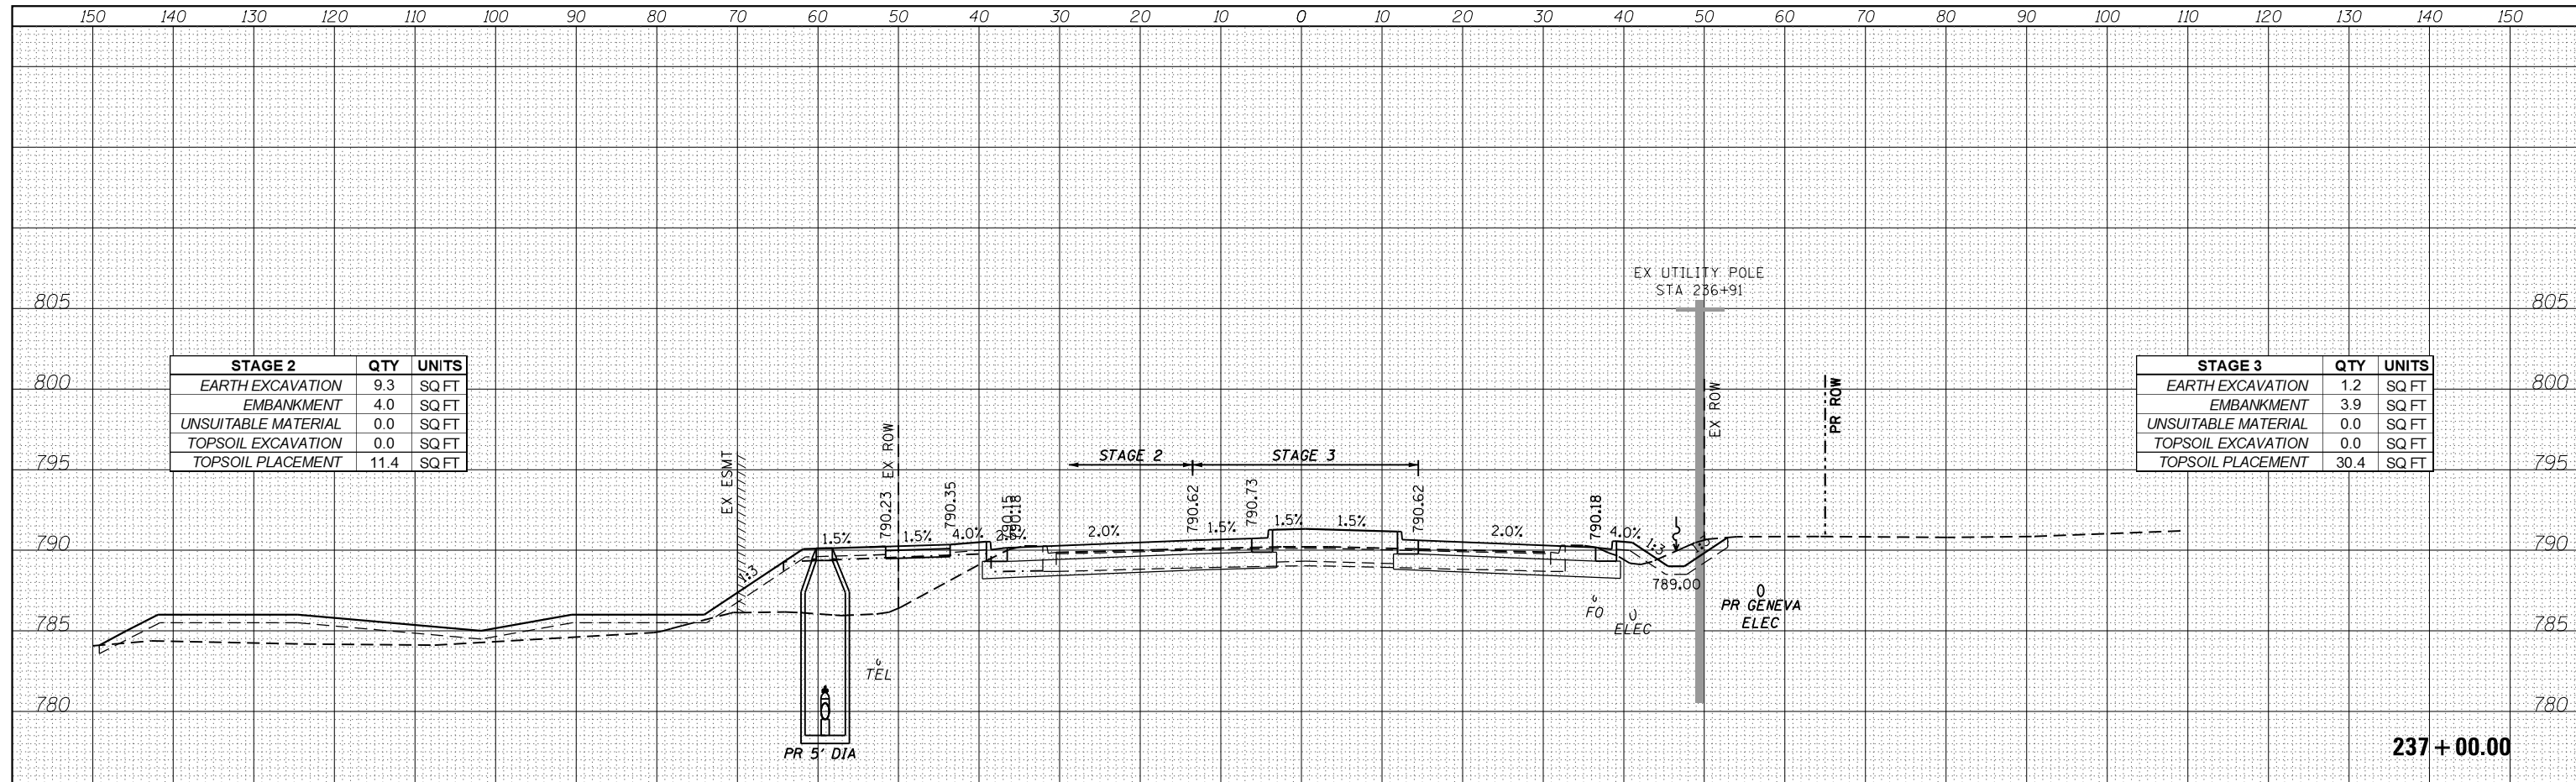 150 140 130 120 110 100 90 80 70 60 50 40 30 20 10 0 10 20 30 40 50 60 70 80 90 100 110 120 130 140 150
EX UTILITY POLE
STA 236+91
805 805
800 800
795 795
790 790
785 785
780 780
STAGE 2 QTY UNITS
EARTH EXCAVATION 9.3 SQ FT
EMBANKMENT 4.0 SQ FT
UNSUITABLE MATERIAL 0.0 SQ FT
TOPSOIL EXCAVATION 0.0 SQ FT
TOPSOIL PLACEMENT 11.4 SQ FT
STAGE 3 QTY UNITS
EARTH EXCAVATION 1.2 SQ FT
EMBANKMENT 3.9 SQ FT
UNSUITABLE MATERIAL 0.0 SQ FT
TOPSOIL EXCAVATION 0.0 SQ FT
TOPSOIL PLACEMENT 30.4 SQ FT
EX ESMT
EX ROW
STAGE 2
STAGE 3
EX ROW
PR ROW
790.23
790.35
790.15
790.18
790.62
790.73
790.62
790.18
1:3
1.5%
1.5%
4.0%
2.0%
1.5%
1.5%
1.5%
2.0%
4.0%
1:3
1:3
789.00
FO
ELEC
PR GENEVA
ELEC
TEL
PR 5' DIA
237+00.00